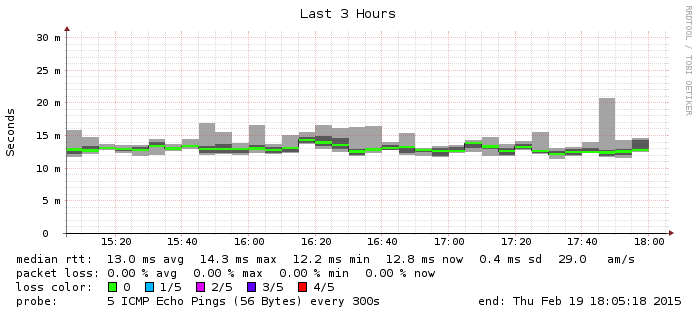 Last 3 Hours
RRDTOOL / TOBI OETIKER
Seconds
30 m
25 m
20 m
15 m
10 m
5 m
0
15:20 15:40 16:00 16:20 16:40 17:00 17:20 17:40 18:00
median rtt: 13.0 ms avg 14.3 ms max 12.2 ms min 12.8 ms now 0.4 ms sd 29.0 am/s
packet loss: 0.00 % avg 0.00 % max 0.00 % min 0.00 % now
loss color: 0 1/5 2/5 3/5 4/5
probe: 5 ICMP Echo Pings (56 Bytes) every 300s end: Thu Feb 19 18:05:18 2015